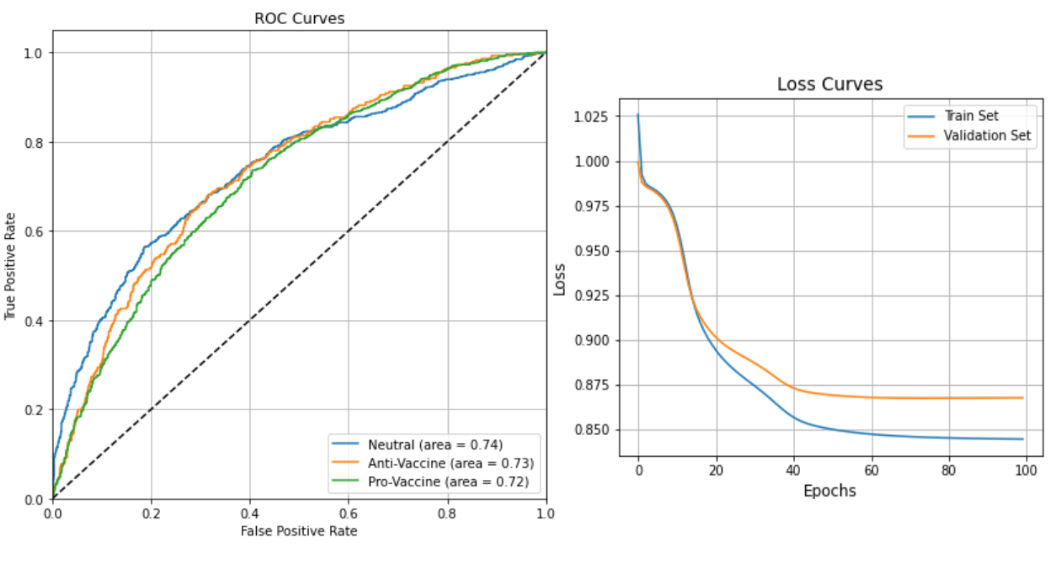 ROC Curves
True Positive Rate
1.0
0.8
0.6
0.4
0.2
0.0
Neutral (area = 0.74)
Anti-Vaccine (area = 0.73)
Pro-Vaccine (area = 0.72)
0.0 0.2 0.4 0.6 0.8 1.0
False Positive Rate
Loss Curves
Loss
1.025
1.000
0.975
0.950
0.925
0.900
0.875
0.850
Train Set
Validation Set
0 20 40 60 80 100
Epochs